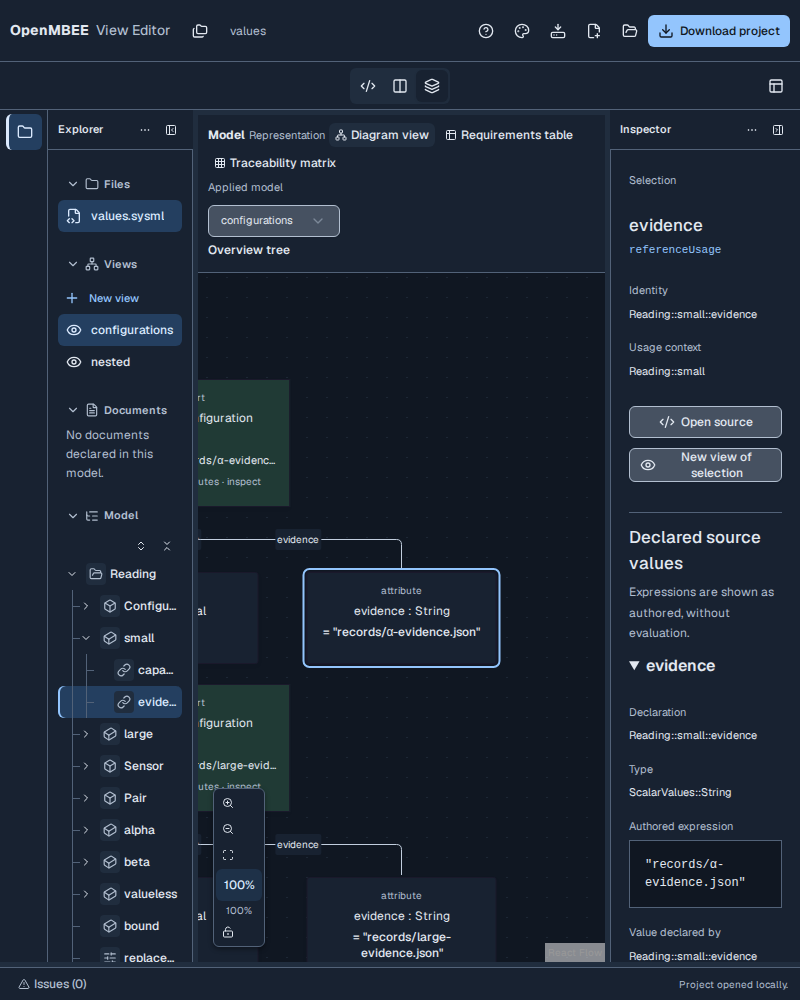 OpenMBEE View Editor
values
Download project
Explorer
Files
values.sysml
Views
New view
configurations
nested
Documents
No documents
declared in this
model.
Model
Reading
Configu...
small
capa...
evide...
large
Sensor
Pair
alpha
beta
valueless
bound
replace...
Model Representation Diagram view Requirements table
Traceability matrix
Applied model
configurations
Overview tree
rt
figuration
rds/α-evidenc...
utes · inspect
evidence
al
attribute
evidence : String
= "records/α-evidence.json"
rt
figuration
rds/large-evid...
utes · inspect
evidence
al
attribute
evidence : String
= "records/large-
evidence.json"
100%
100%
React Flow
Inspector
Selection
evidence
referenceUsage
Identity
Reading::small::evidence
Usage context
Reading::small
Open source
New view of
selection
Declared source
values
Expressions are shown as
authored, without
evaluation.
evidence
Declaration
Reading::small::evidence
Type
ScalarValues::String
Authored expression
"records/α-
evidence.json"
Value declared by
Reading::small::evidence
Issues (0)
Project opened locally.